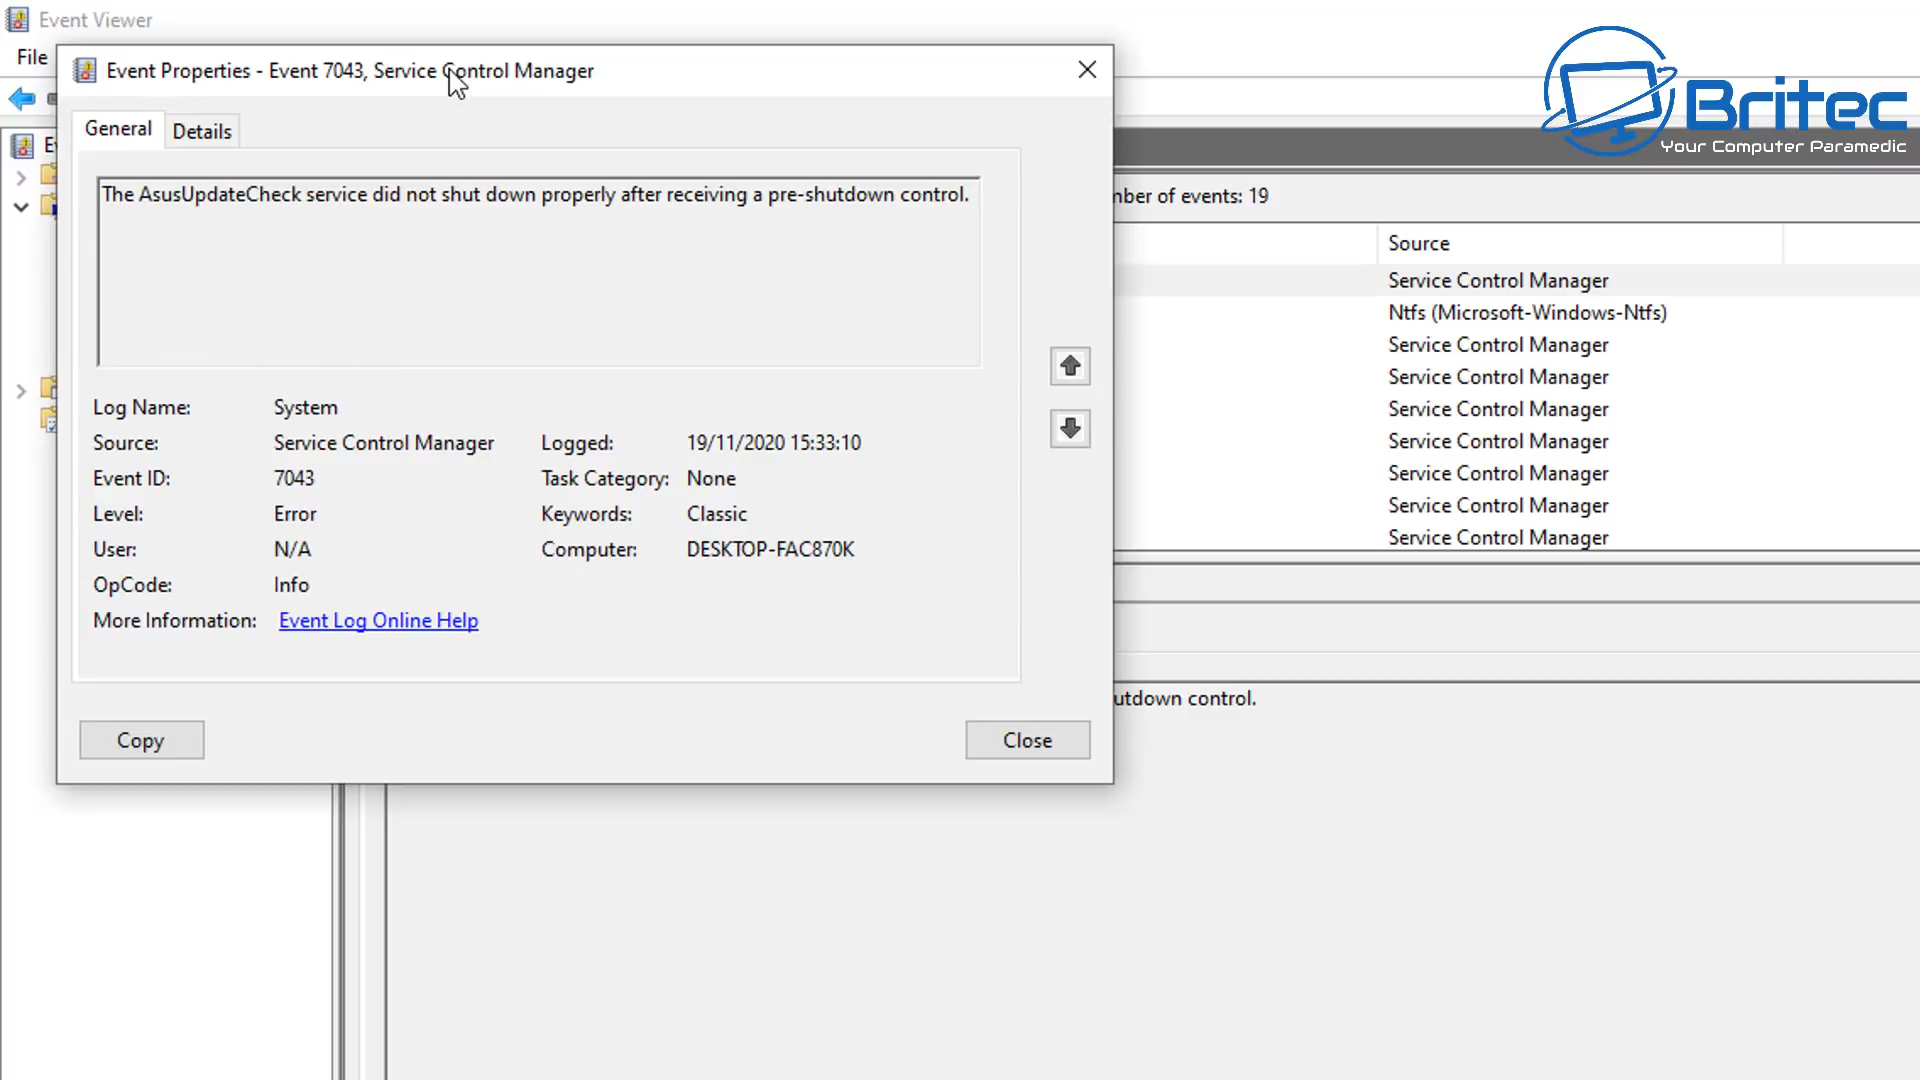 Event Viewer
File
Event Properties - Event 7043, Service Control Manager
Britec
Your Computer Paramedic
General
Details
The AsusUpdateCheck service did not shut down properly after receiving a pre-shutdown control.
Log Name: System
Source: Service Control Manager Logged: 19/11/2020 15:33:10
Event ID: 7043 Task Category: None
Level: Error Keywords: Classic
User: N/A Computer: DESKTOP-FAC870K
OpCode: Info
More Information: Event Log Online Help
Copy
Close
of events: 19
Source
Service Control Manager
Ntfs (Microsoft-Windows-Ntfs)
Service Control Manager
Service Control Manager
Service Control Manager
Service Control Manager
Service Control Manager
Service Control Manager
Service Control Manager
control.